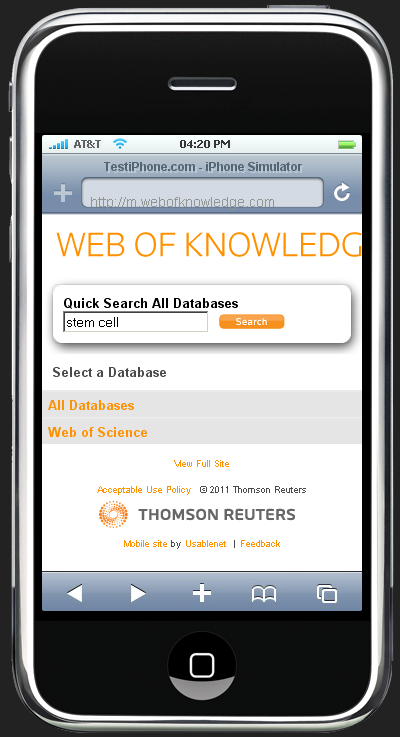 AT&T 04:20 PM
TestiPhone.com - iPhone Simulator
http://m.webofknowledge.com
WEB OF KNOWLEDG
Quick Search All Databases
stem cell Search
Select a Database
All Databases
Web of Science
View Full Site
Acceptable Use Policy © 2011 Thomson Reuters
THOMSON REUTERS
Mobile site by Usablenet | Feedback